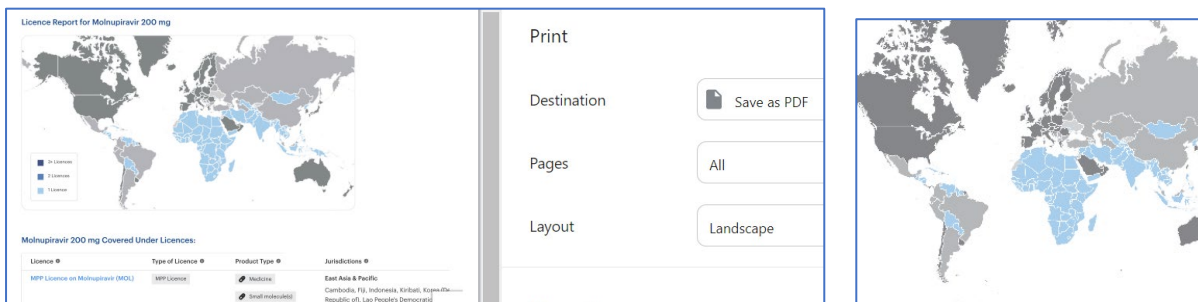 Licence Report for Molnupiravir 200 mg
3+ Licences
2 Licences
1 Licence
Molnupiravir 200 mg Covered Under Licences:
Licence Type of Licence Product Type Jurisdictions
MPP Licence on Molnupiravir (MOL) MPP Licence Medicine East Asia & Pacific
Small molecule(s) Cambodia, Fiji, Indonesia, Kiribati, Korea (De
Republic of), Lao People's Democratic
Print
Destination Save as PDF
Pages All
Layout Landscape